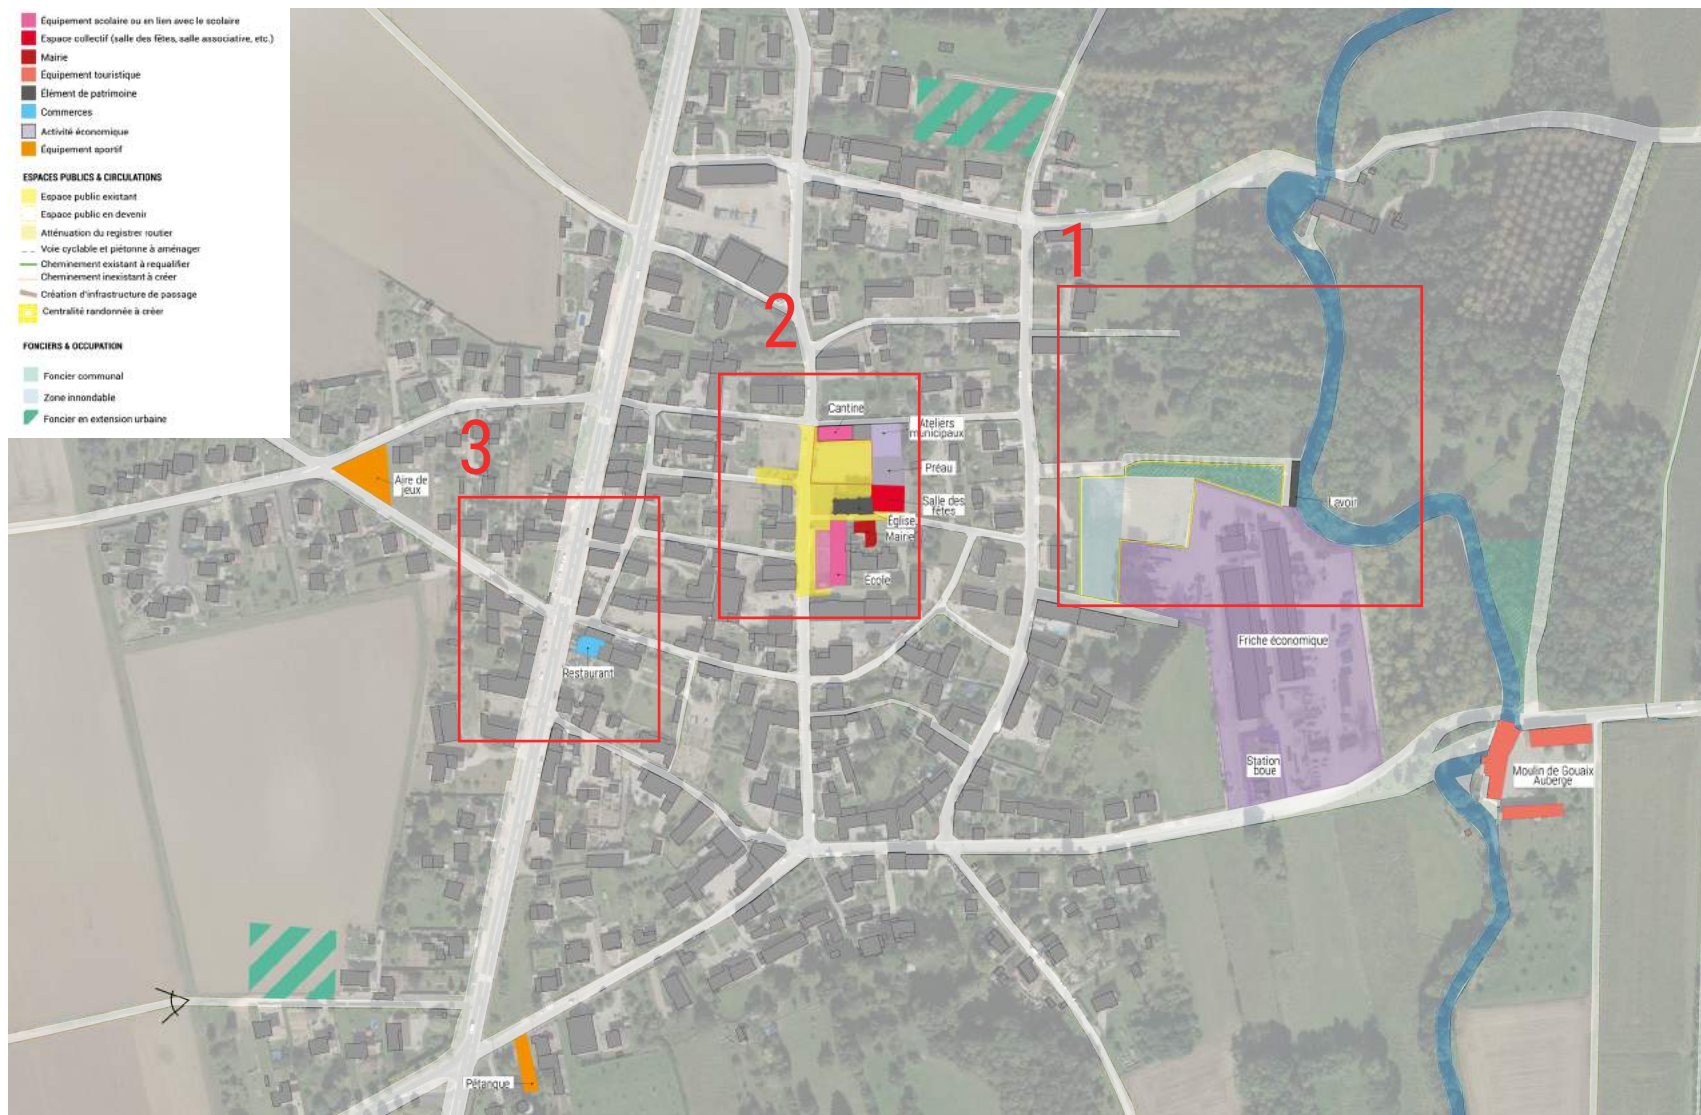 Équipement scolaire ou en lien avec le scolaire
Espace collectif (salle des fêtes, salle associative, etc.)
Mairie
Équipement touristique
Élément de patrimoine
Commerces
Activité économique
Équipement sportif
ESPACES PUBLICS & CIRCULATIONS
Espace public existant
Espace public en devenir
Atténuation du registrer routier
Voie cyclable et piétonne à aménager
Cheminement existant à requalifier
Cheminement inexistant à créer
Création d'infrastructure de passage
Centralité randonnée à créer
FONCIERS & OCCUPATION
Foncier communal
Zone innondable
Foncier en extension urbaine
1
2
3
Cantine
Ateliers
municipaux
Préau
Salle des
fêtes
Église
Mairie
École
Aire de
jeux
Restaurant
Lavoir
Friche économique
Station
boue
Moulin de Gouaix
Auberge
Pétanque